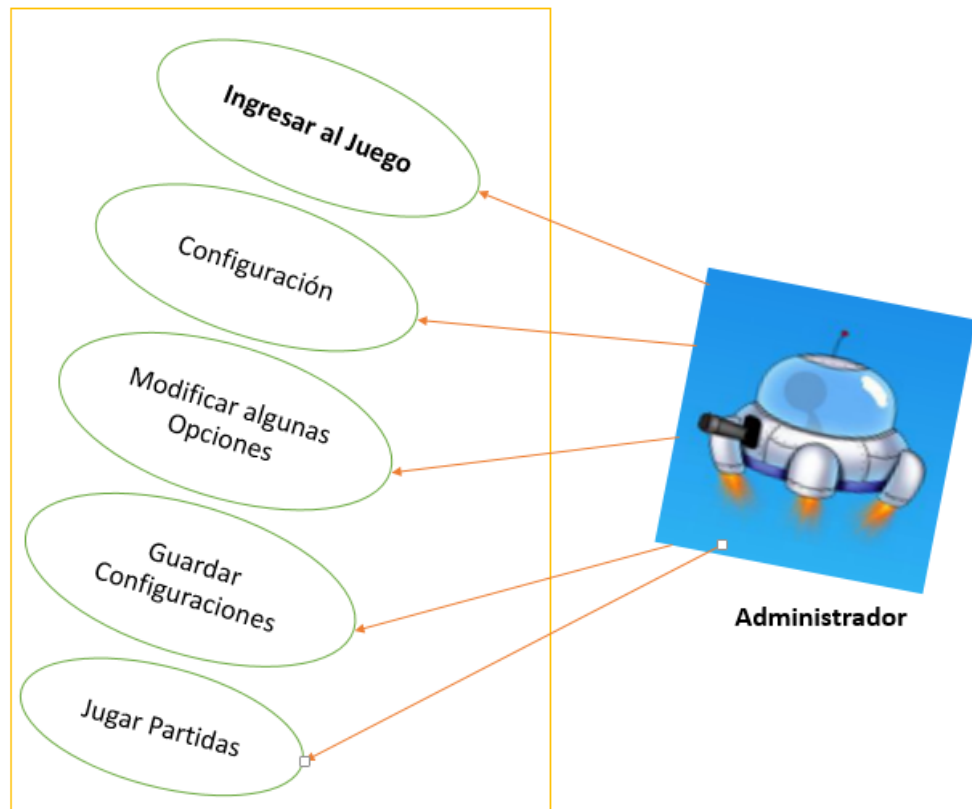 Ingresar al Juego
Configuración
Modificar algunas
Opciones
Guardar
Configuraciones
Jugar Partidas
Administrador